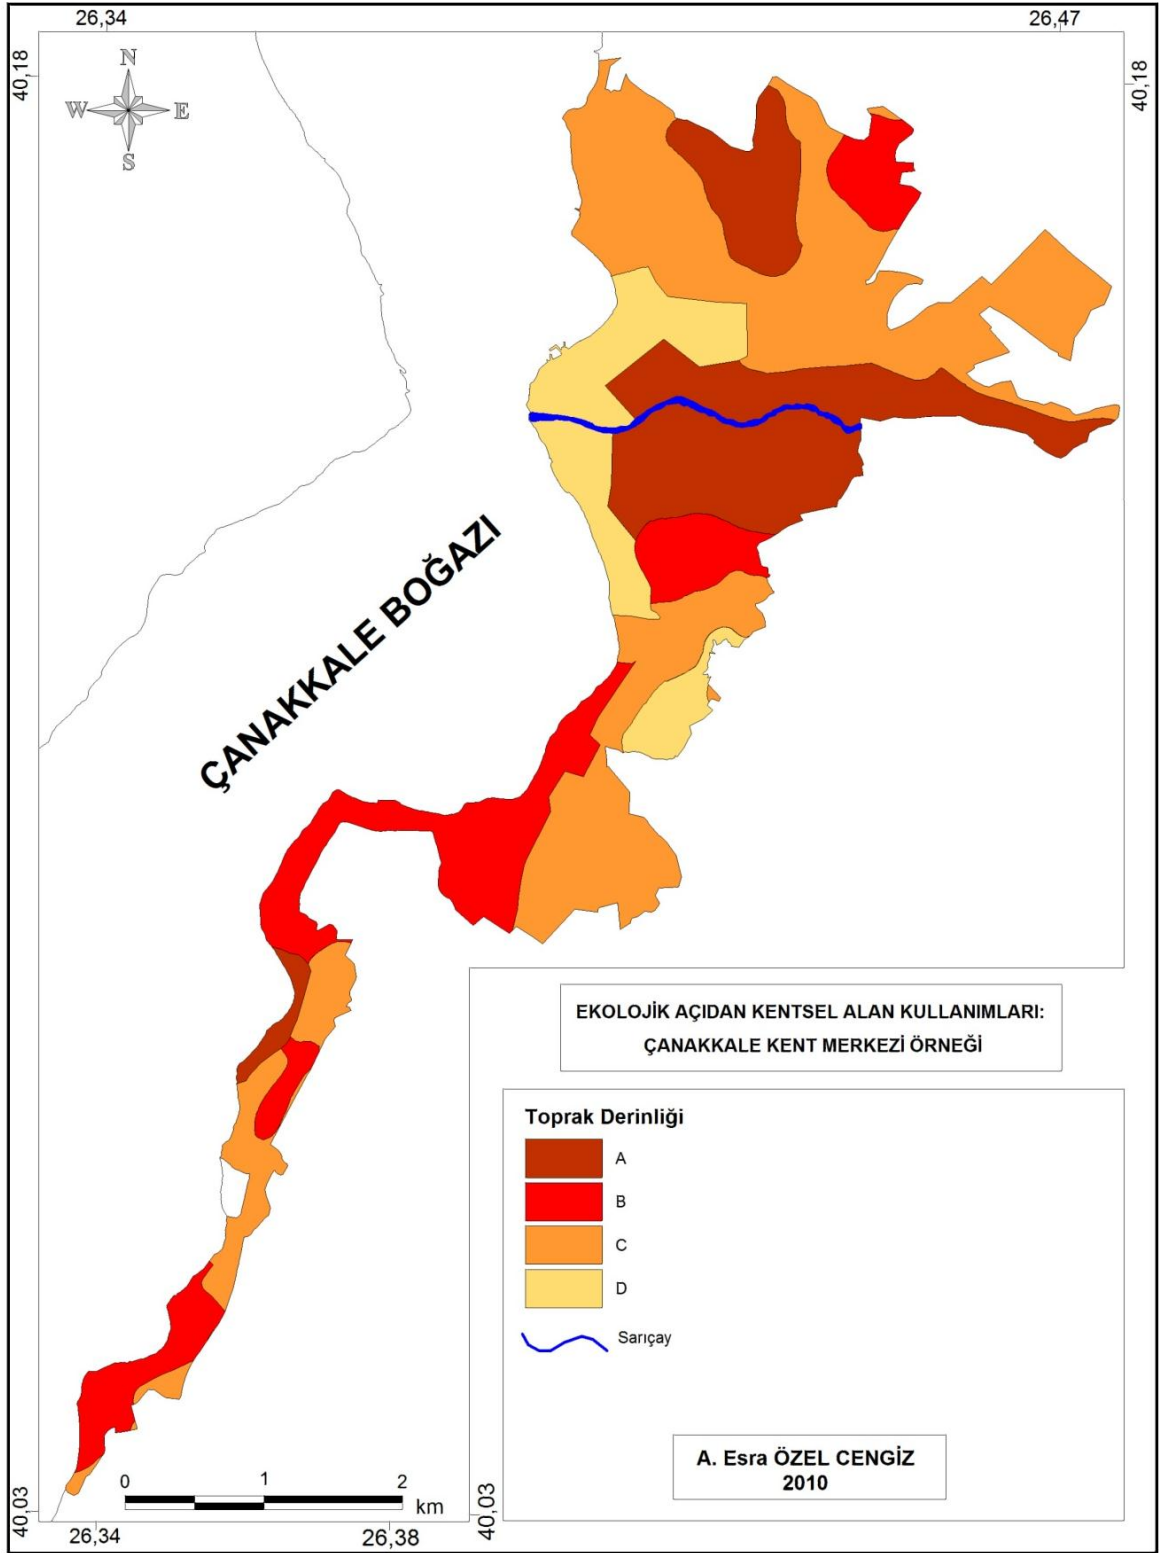 26,34
26,47
40,18
40,18
N
W
E
S
ÇANAKKALE BOĞAZI
EKOLOJİK AÇIDAN KENTSEL ALAN KULLANIMLARI:
ÇANAKKALE KENT MERKEZİ ÖRNEĞİ
Toprak Derinliği
A
B
C
D
Sarıçay
A. Esra ÖZEL CENGİZ
2010
0
1
2
km
40,03
40,03
26,34
26,38